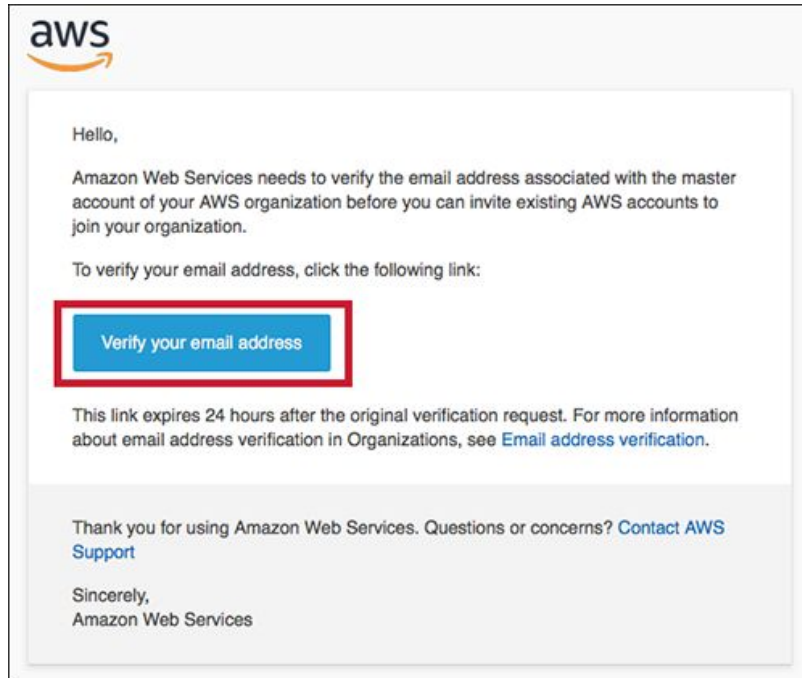 aws
Hello,
Amazon Web Services needs to verify the email address associated with the master
account of your AWS organization before you can invite existing AWS accounts to
join your organization.
To verify your email address, click the following link:
Verify your email address
This link expires 24 hours after the original verification request. For more information
about email address verification in Organizations, see Email address verification.
Thank you for using Amazon Web Services. Questions or concerns? Contact AWS
Support
Sincerely,
Amazon Web Services